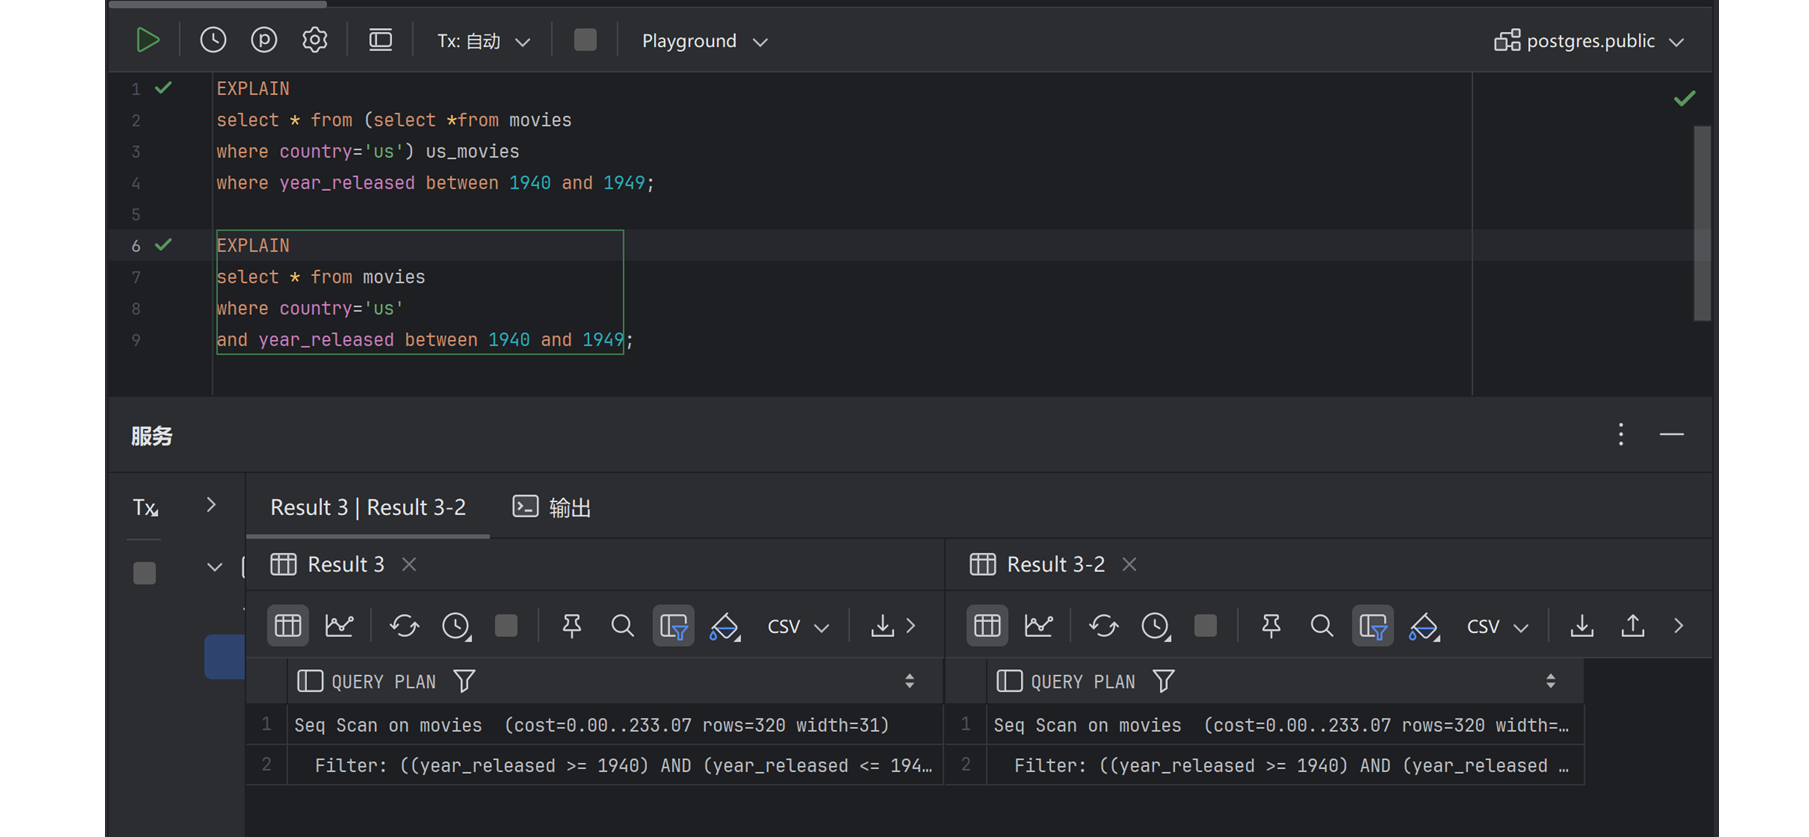 Tx: 自动
Playground
postgres.public
1 EXPLAIN
2 select * from (select *from movies
3 where country='us') us_movies
4 where year_released between 1940 and 1949;
5
6 EXPLAIN
7 select * from movies
8 where country='us'
9 and year_released between 1940 and 1949;
服务
Tx
Result 3 | Result 3-2
输出
Result 3
Result 3-2
CSV
CSV
QUERY PLAN
QUERY PLAN
1 Seq Scan on movies (cost=0.00..233.07 rows=320 width=31)
1 Seq Scan on movies (cost=0.00..233.07 rows=320 width=…
2 Filter: ((year_released >= 1940) AND (year_released <= 194…
2 Filter: ((year_released >= 1940) AND (year_released …